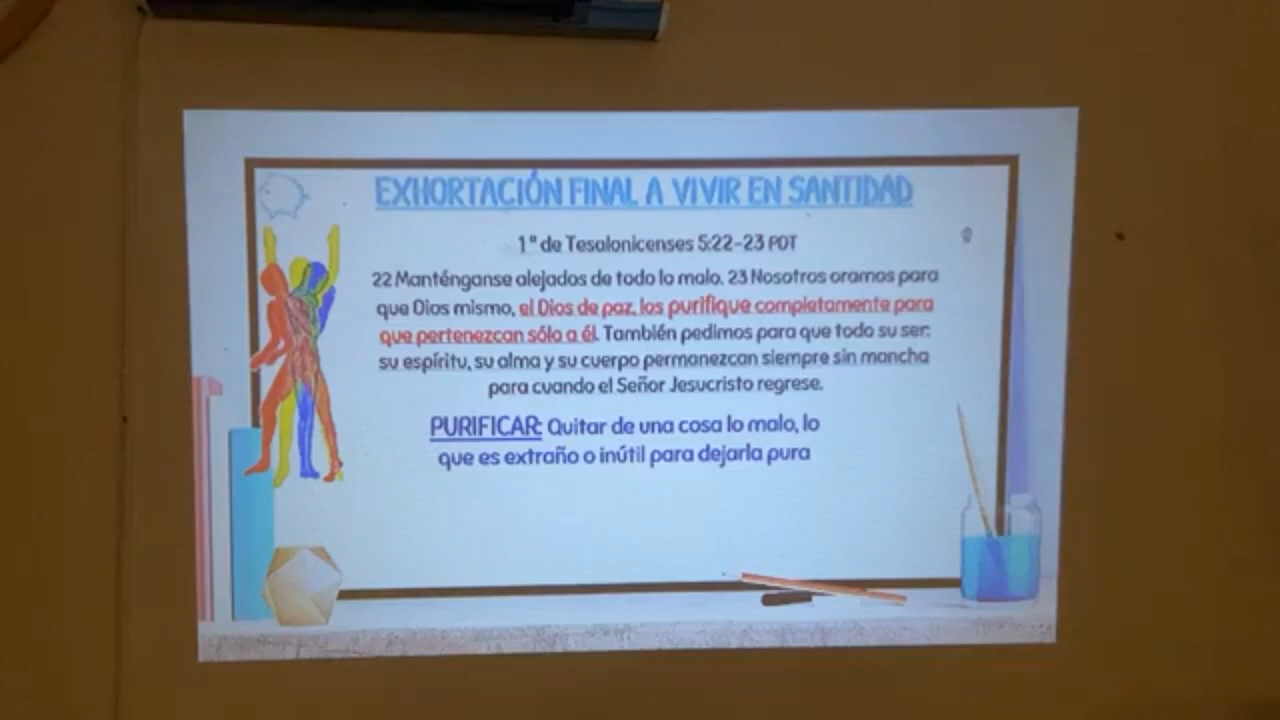 EXHORTACIÓN FINAL A VIVIR EN SANTIDAD
1° de Tesalonicenses 5:22-23 PDT
22 Manténganse alejados de todo lo malo. 23 Nosotros oramos para
que Dios mismo, el Dios de paz, los purifique completamente para
que pertenezcan sólo a él. También pedimos para que todo su ser:
su espíritu, su alma y su cuerpo permanezcan siempre sin mancha
para cuando el Señor Jesucristo regrese.
PURIFICAR: Quitar de una cosa lo malo, lo
que es extraño o inútil para dejarla pura